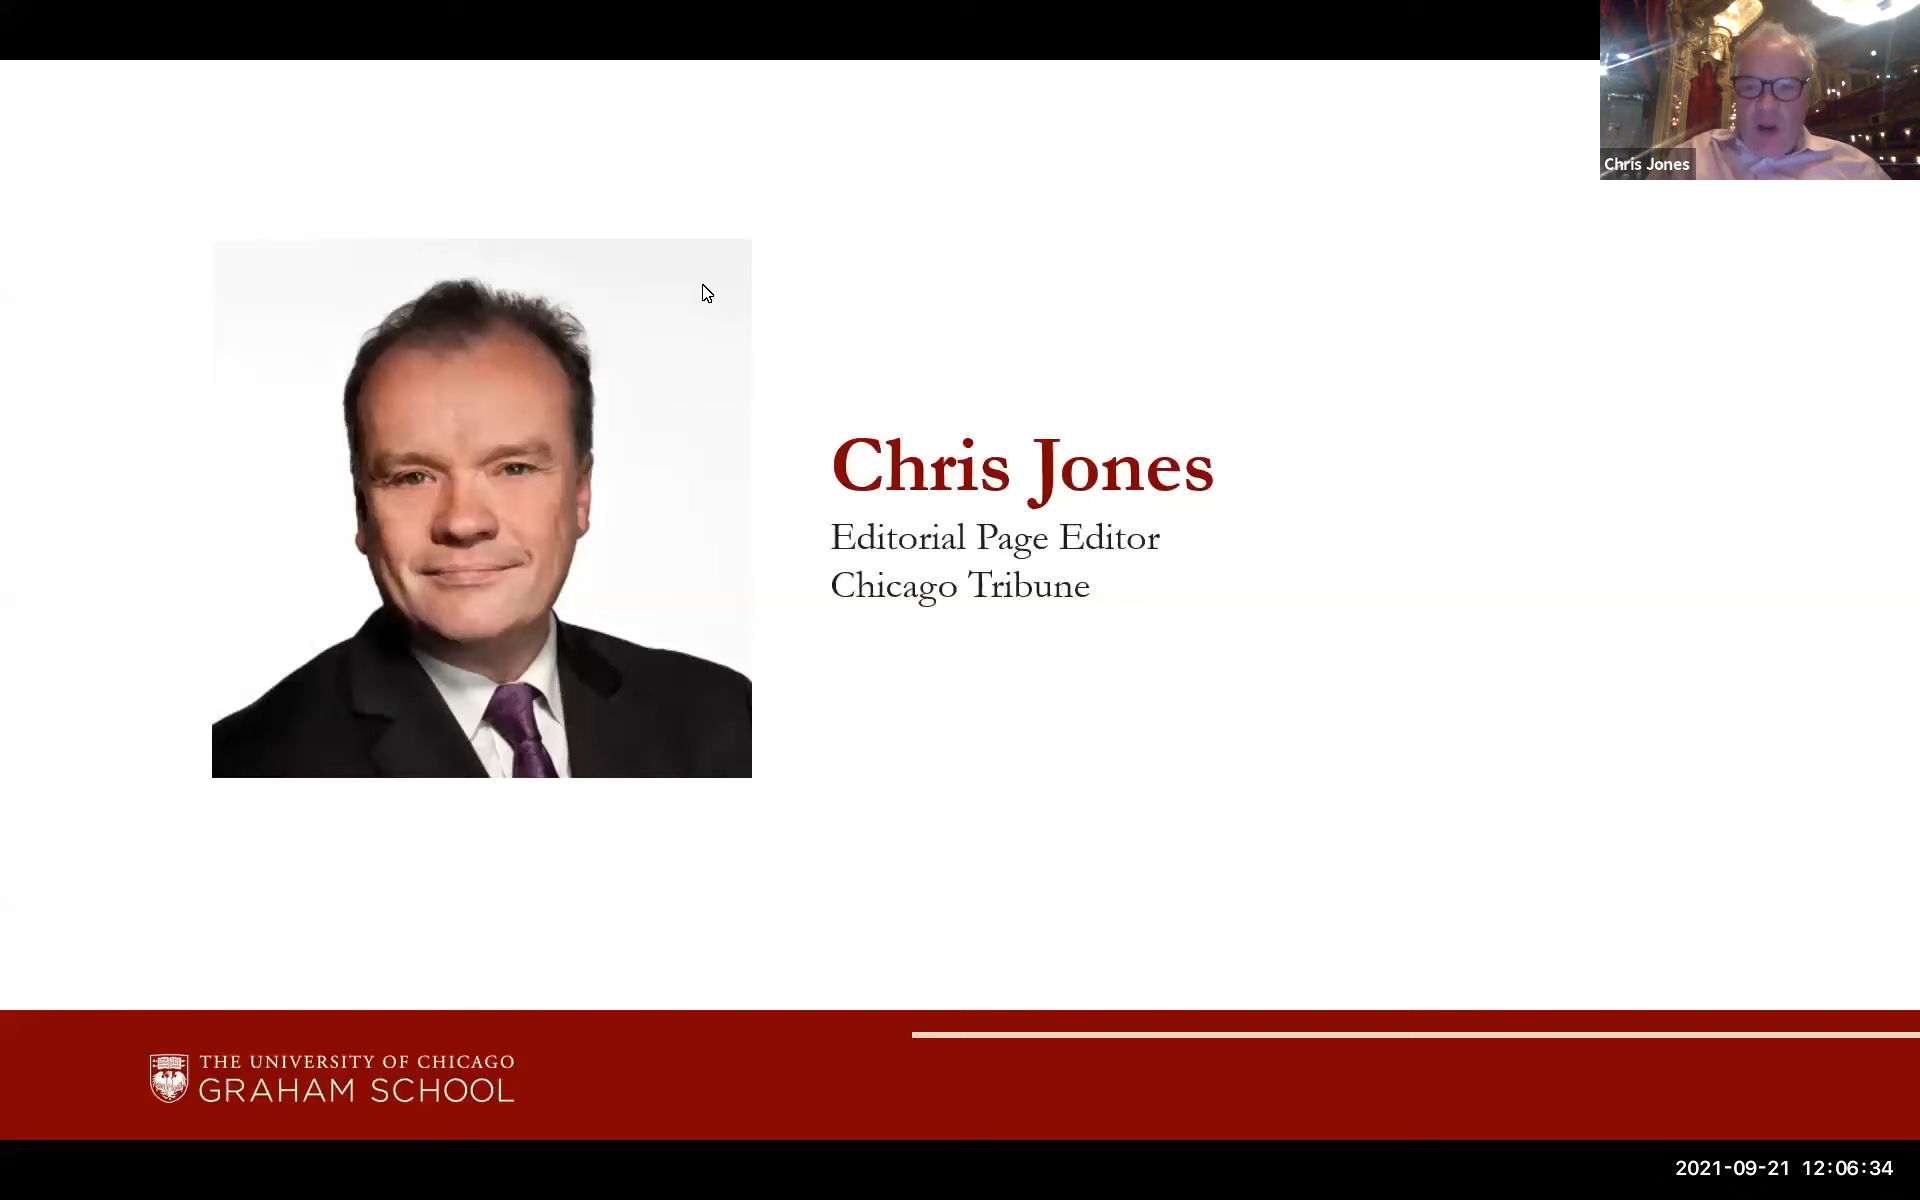 Chris Jones
Chris Jones
Editorial Page Editor
Chicago Tribune
THE UNIVERSITY OF CHICAGO
GRAHAM SCHOOL
2021-09-21 12:06:34